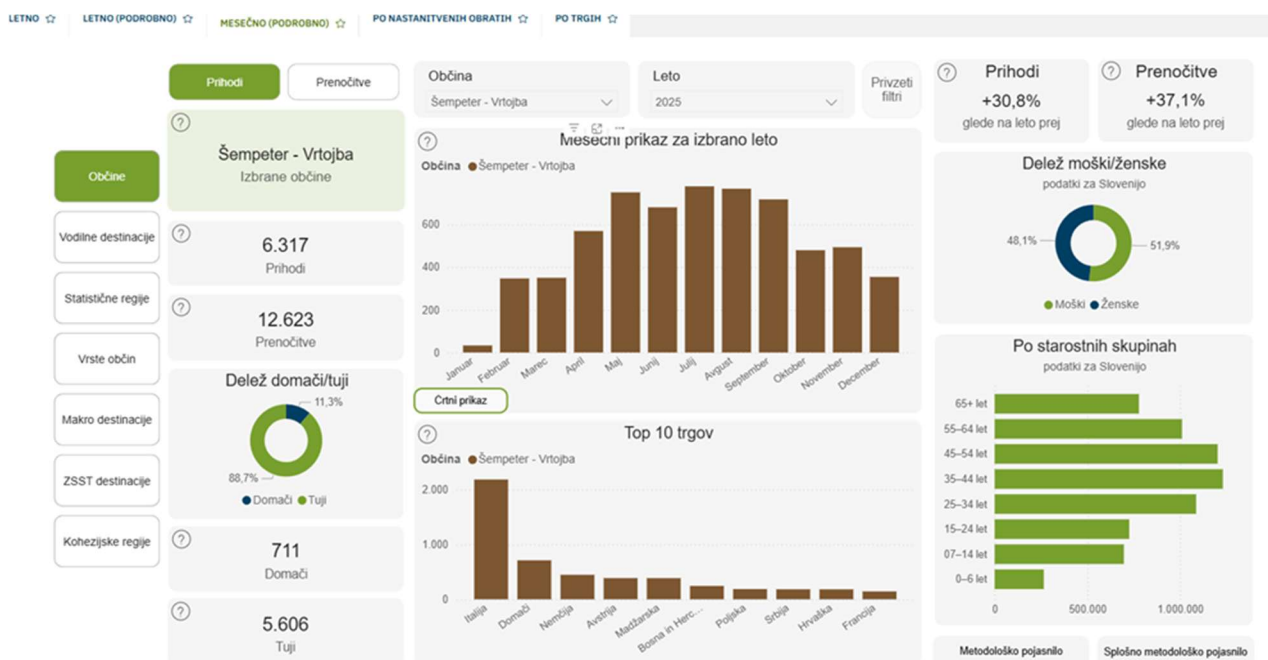 LETNO
LETNO (PODROBNO)
MESEČNO (PODROBNO)
PO NASTANITVENIH OBRATIH
PO TRGIH
Občine
Vodilne destinacije
Statistične regije
Vrste občin
Makro destinacije
ZSST destinacije
Kohezijske regije
Prihodi
Prenočitve
?
Šempeter - Vrtojba
Izbrane občine
?
6.317
Prihodi
?
12.623
Prenočitve
Delež domači/tuji
11,3%
88,7%
Domači Tuji
?
711
Domači
?
5.606
Tuji
Občina
Šempeter - Vrtojba
Leto
2025
Privzeti
filtri
?
Mesečni prikaz za izbrano leto
Občina Šempeter - Vrtojba
600
400
200
0
Januar
Februar
Marec
April
Maj
Junij
Julij
Avgust
September
Oktober
November
December
Črtni prikaz
?
Top 10 trgov
Občina Šempeter - Vrtojba
2.000
1.000
0
Italija
Domači
Nemčija
Avstrija
Madžarska
Bosna in Herc...
Poljska
Srbija
Hrvaška
Francija
?
Prihodi
+30,8%
glede na leto prej
?
Prenočitve
+37,1%
glede na leto prej
Delež moški/ženske
podatki za Slovenijo
48,1%
51,9%
Moški Ženske
Po starostnih skupinah
podatki za Slovenijo
65+ let
55–64 let
45–54 let
35–44 let
25–34 let
15–24 let
07–14 let
0–6 let
0
500.000
1.000.000
Metodološko pojasnilo
Splošno metodološko pojasnilo